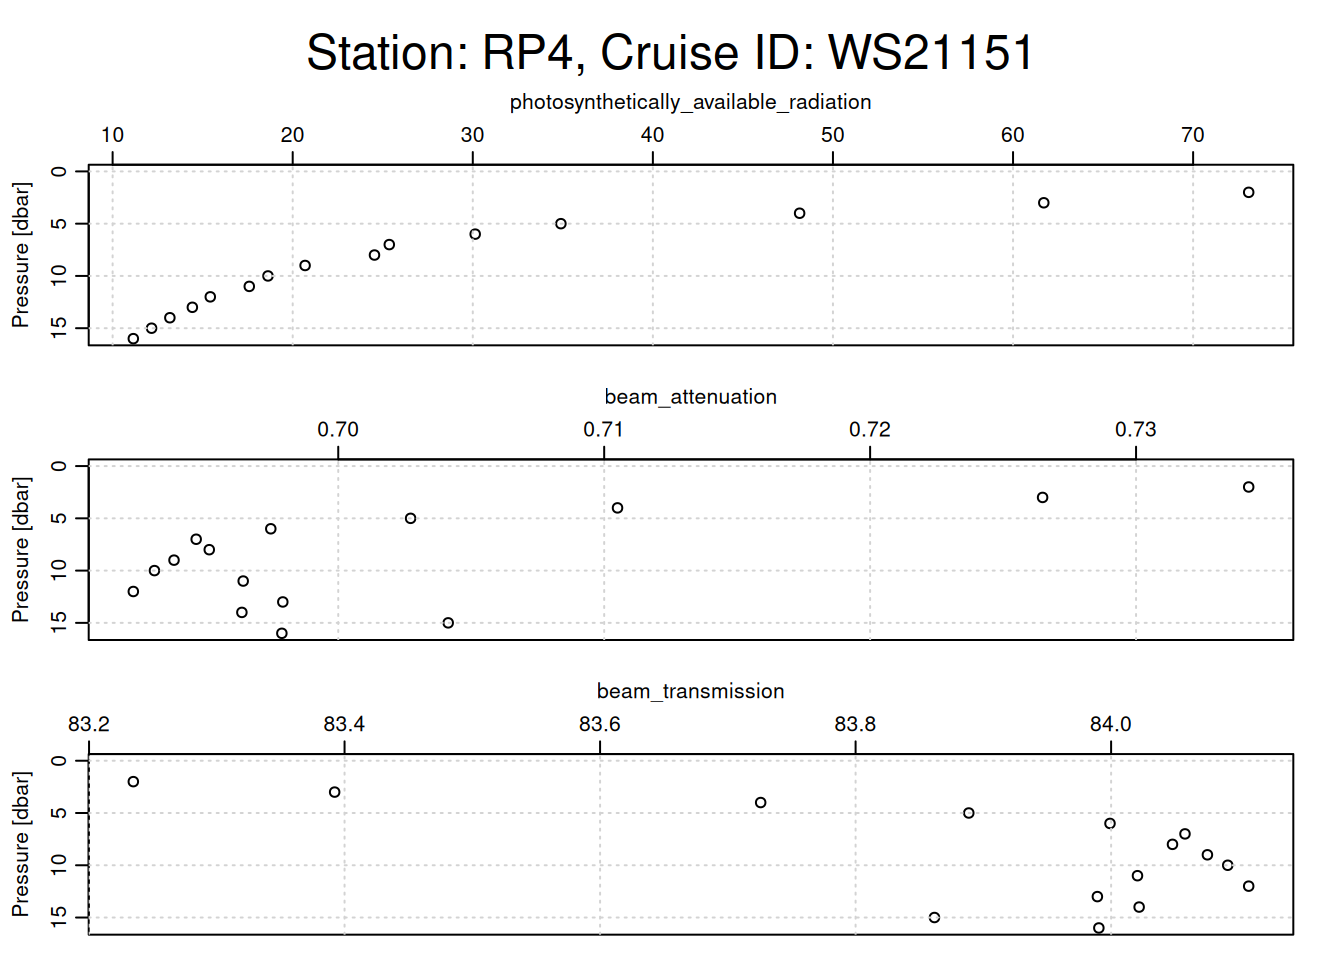 Station: RP4, Cruise ID: WS21151
photosynthetically_available_radiation
10 20 30 40 50 60 70
Pressure [dbar]
0
5
10
15
beam_attenuation
0.70 0.71 0.72 0.73
Pressure [dbar]
0
5
10
15
beam_transmission
83.2 83.4 83.6 83.8 84.0
Pressure [dbar]
0
5
10
15